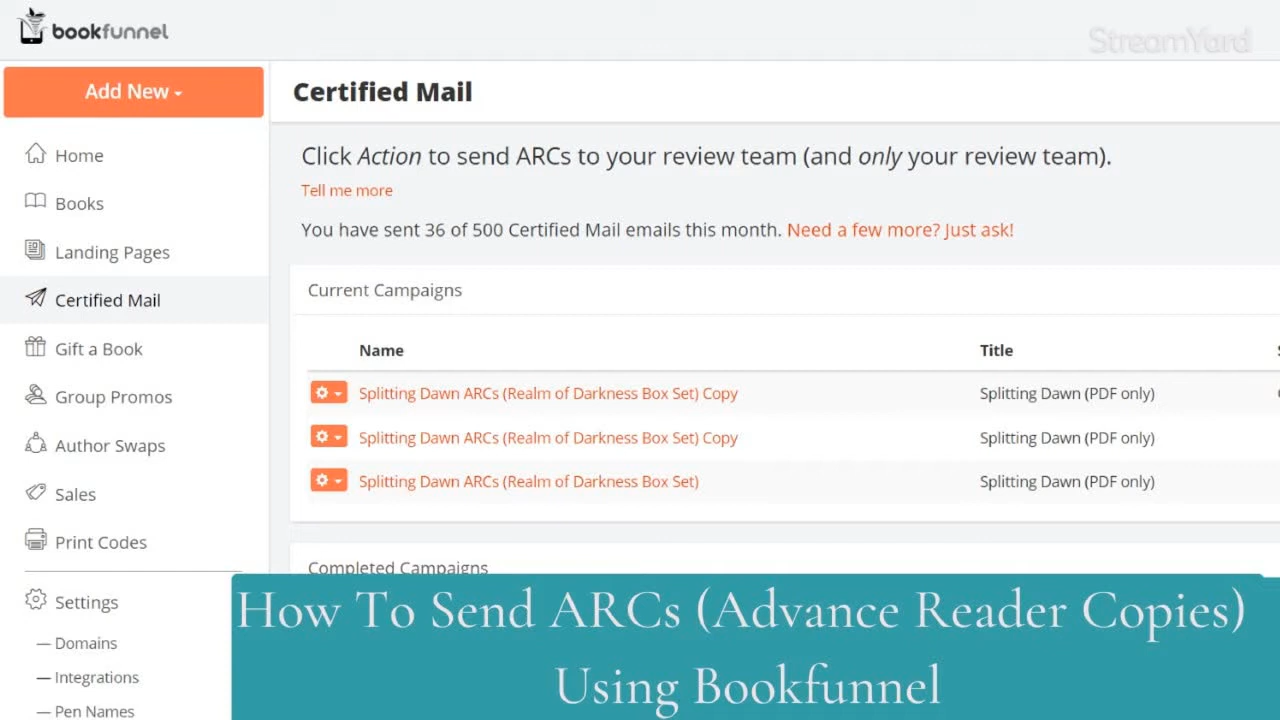 bookfunnel
StreamYard
Add New
Home
Books
Landing Pages
Certified Mail
Gift a Book
Group Promos
Author Swaps
Sales
Print Codes
Settings
— Domains
— Integrations
— Pen Names
Certified Mail
Click Action to send ARCs to your review team (and only your review team).
Tell me more
You have sent 36 of 500 Certified Mail emails this month. Need a few more? Just ask!
Current Campaigns
Name Title
Splitting Dawn ARCs (Realm of Darkness Box Set) Copy Splitting Dawn (PDF only)
Splitting Dawn ARCs (Realm of Darkness Box Set) Copy Splitting Dawn (PDF only)
Splitting Dawn ARCs (Realm of Darkness Box Set) Splitting Dawn (PDF only)
Completed Campaigns
How To Send ARCs (Advance Reader Copies)
Using Bookfunnel